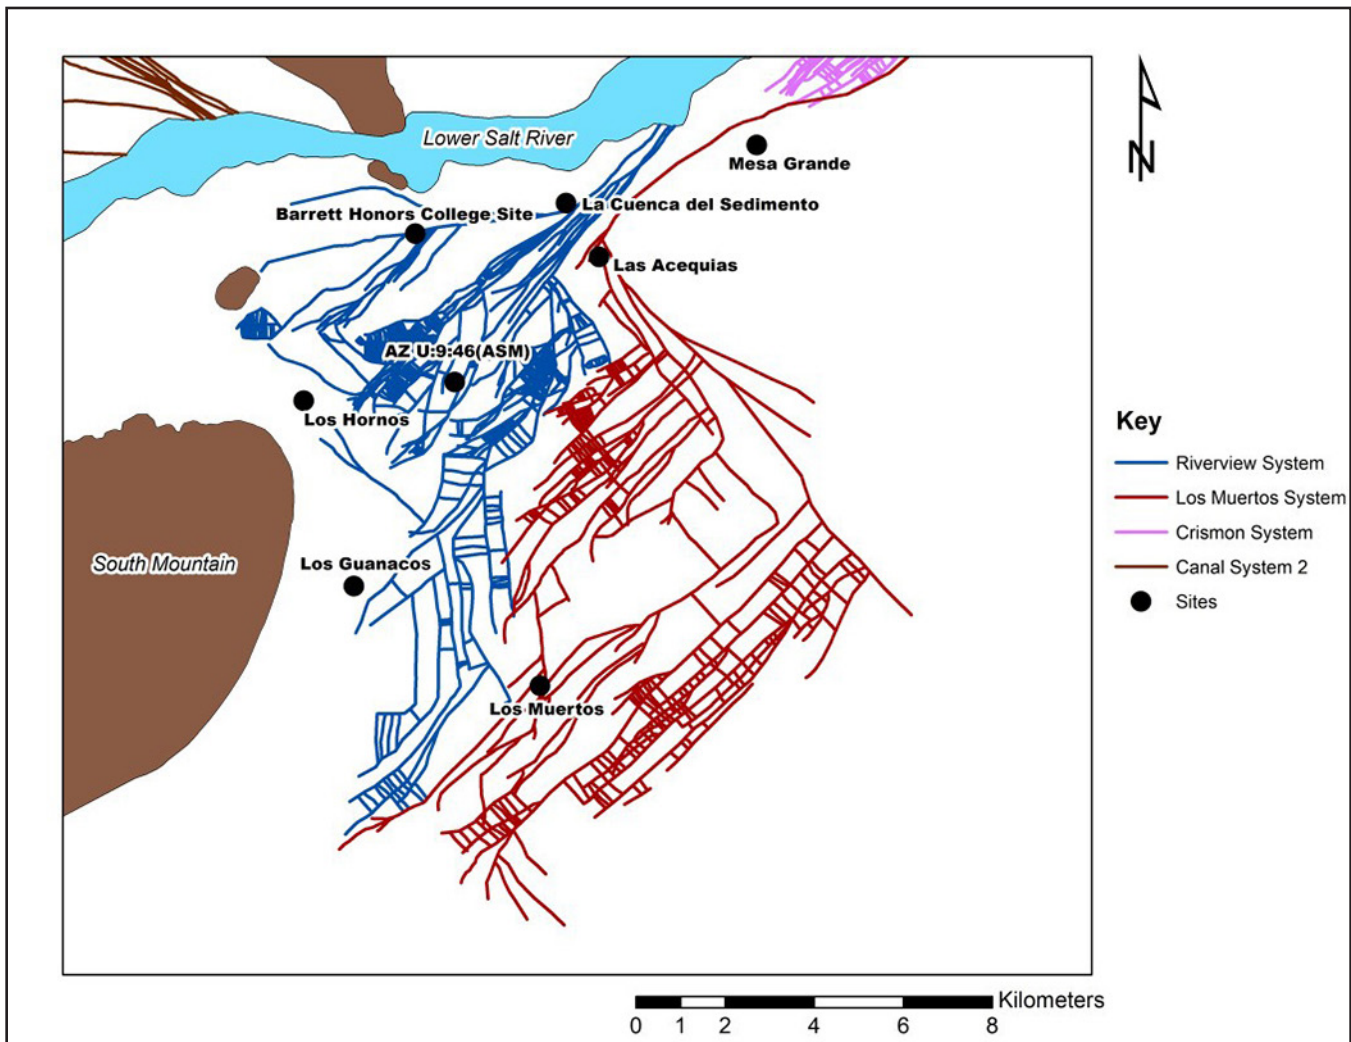 Lower Salt River
N
Mesa Grande
La Cuenca del Sedimento
Barrett Honors College Site
Las Acequias
AZ U:9:46(ASM)
Los Hornos
South Mountain
Los Guanacos
Los Muertos
Key
Riverview System
Los Muertos System
Crismon System
Canal System 2
Sites
Kilometers
0 1 2 4 6 8